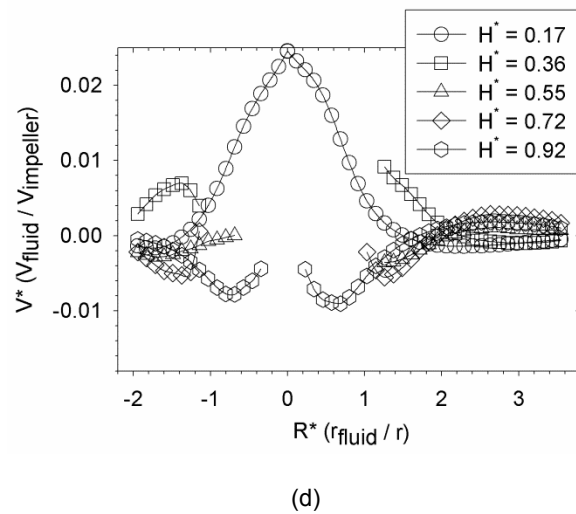 H* = 0.17
H* = 0.36
H* = 0.55
H* = 0.72
H* = 0.92
V* (Vfluid / Vimpeller)
0.02
0.01
0.00
-0.01
-2 -1 0 1 2 3
R* (rfluid / r)
(d)